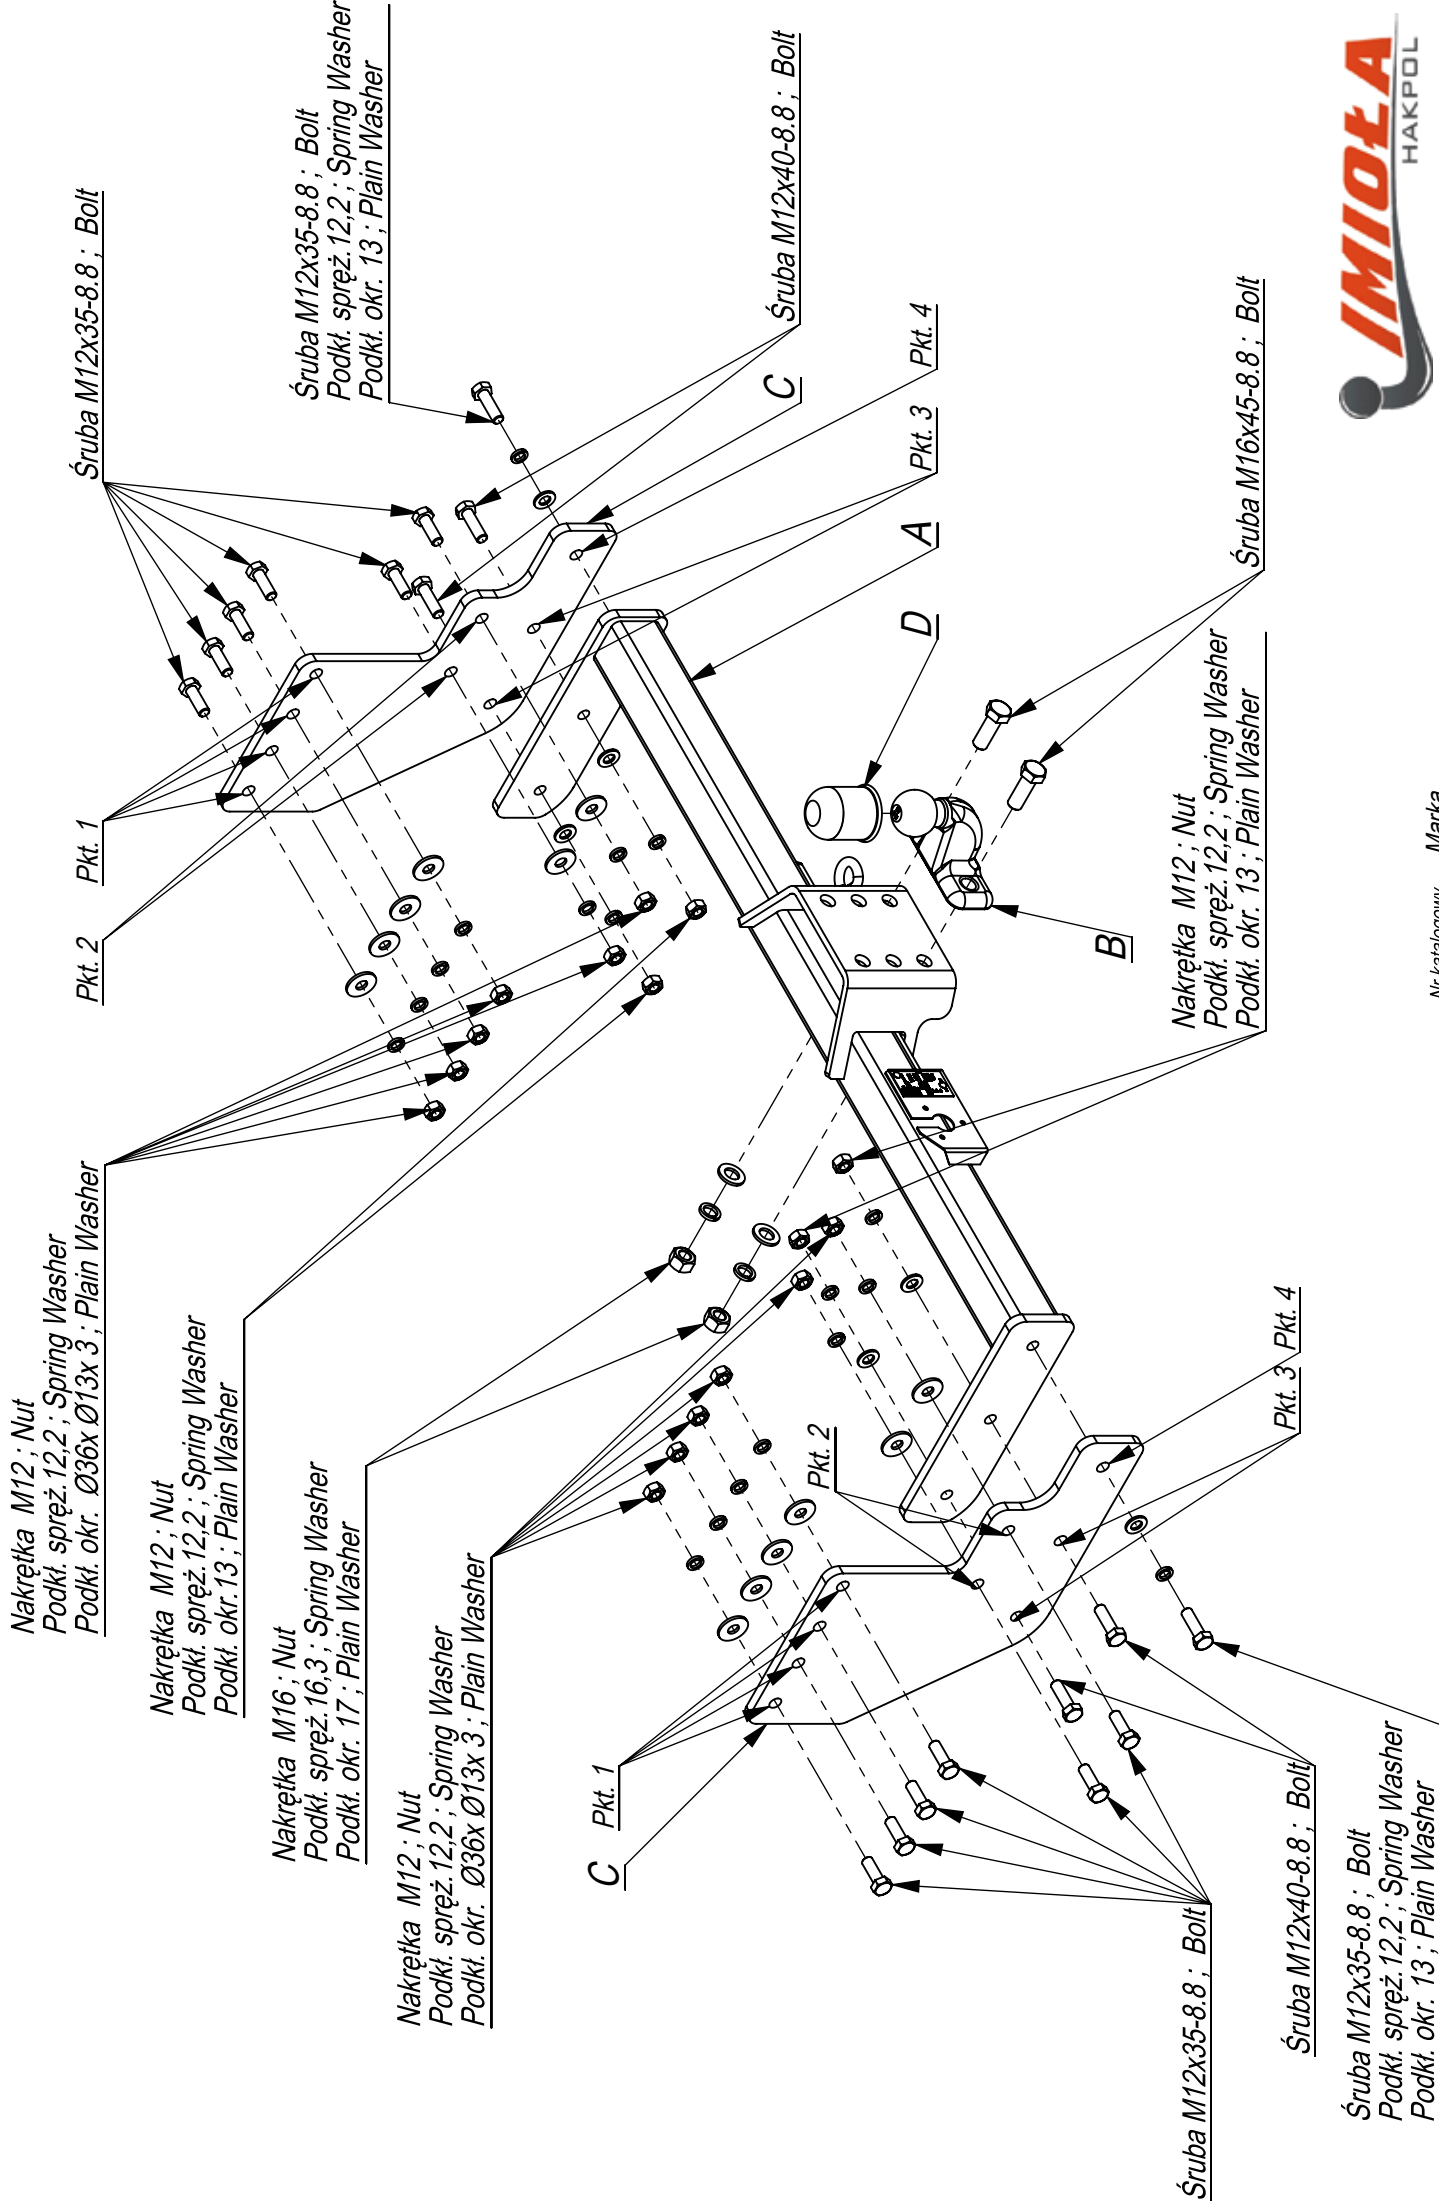 Nakrętka M12 ; Nut
Podkł. spręż.12,2 ; Spring Washer
Podkł. okr. Ø36x Ø13x 3 ; Plain Washer
Nakrętka M12 ; Nut
Podkł. spręż.12,2 ; Spring Washer
Podkł. okr.13 ; Plain Washer
Nakrętka M16 ; Nut
Podkł. spręż.16,3 ; Spring Washer
Podkł. okr. 17 ; Plain Washer
Nakrętka M12 ; Nut
Podkł. spręż.12,2 ; Spring Washer
Podkł. okr. Ø36x Ø13x 3 ; Plain Washer
Pkt. 2
Pkt. 1
Śruba M12x35-8.8 ; Bolt
Śruba M12x35-8.8 ; Bolt
Podkł. spręż.12,2 ; Spring Washer
Podkł. okr. 13 ; Plain Washer
Śruba M12x40-8.8 ; Bolt
C
Pkt. 4
Pkt. 3
A
D
Śruba M16x45-8.8 ; Bolt
B
Nakrętka M12 ; Nut
Podkł. spręż.12,2 ; Spring Washer
Podkł. okr. 13 ; Plain Washer
C
Pkt. 1
Pkt. 2
Pkt. 3
Pkt. 4
Śruba M12x35-8.8 ; Bolt
Śruba M12x40-8.8 ; Bolt
Śruba M12x35-8.8 ; Bolt
Podkł. spręż.12,2 ; Spring Washer
Podkł. okr. 13 ; Plain Washer
IMIOŁA
HAKPOL
Nr katalogowy
Marka